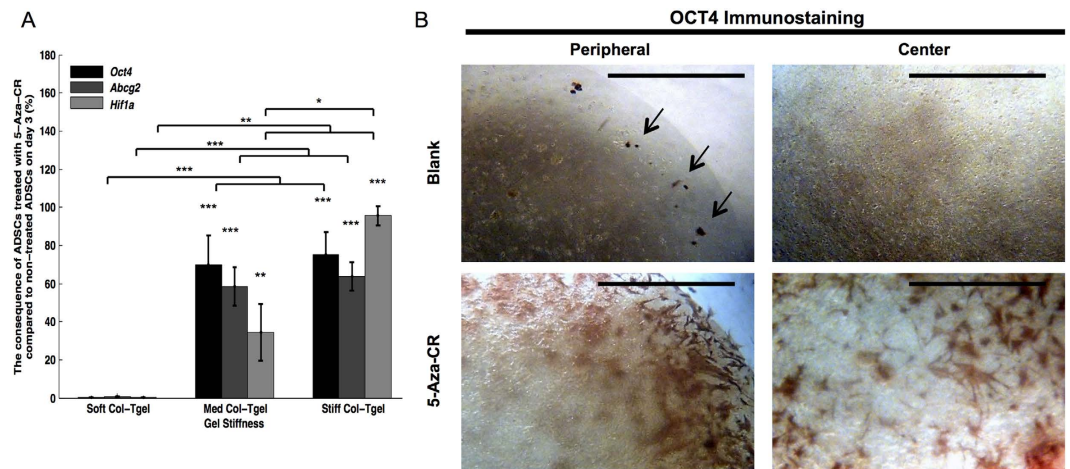 A
The consequence of ADSCs treated with 5-Aza-CR
compared to non-treated ADSCs on day 3 (%)
180
160
140
120
100
80
60
40
20
0
Oct4
Abcg2
Hif1a
*
**
***
***
***
***
**
***
***
***
Soft Col-Tgel
Med Col-Tgel
Stiff Col-Tgel
Gel Stiffness
B
OCT4 Immunostaining
Peripheral
Center
Blank
5-Aza-CR